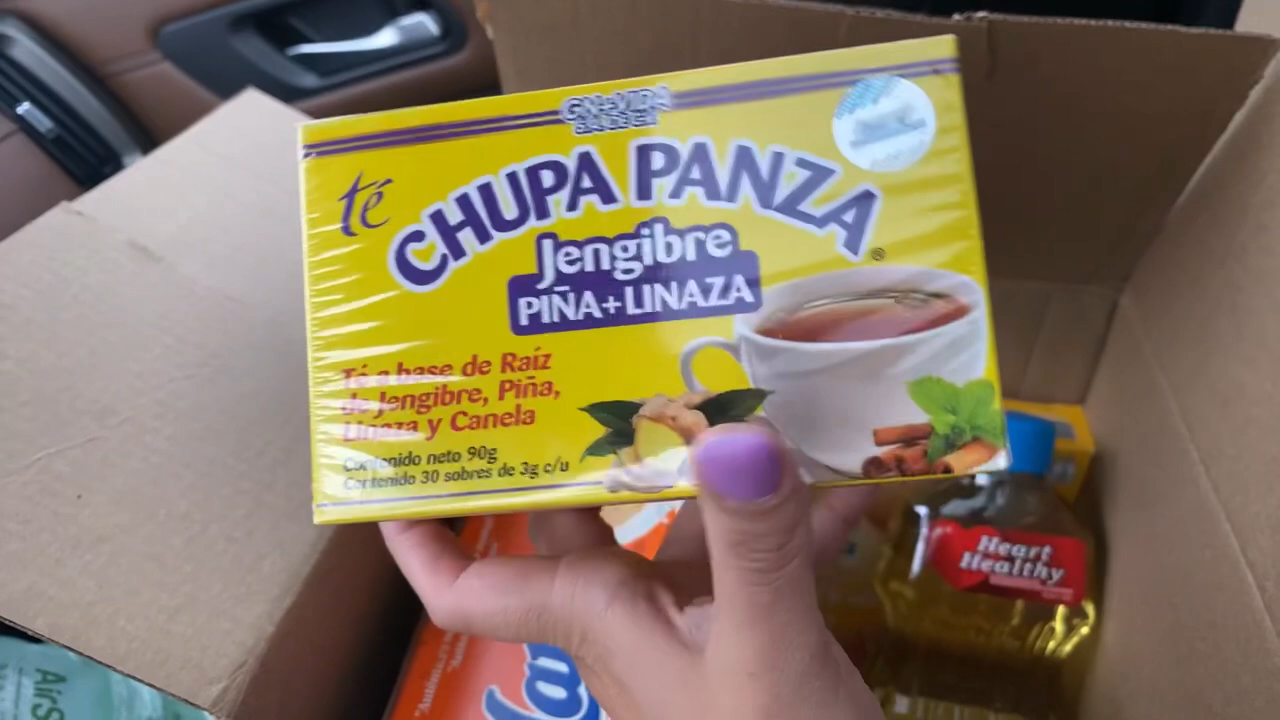 té
CHUPA PANZA®
Jengibre
PIÑA+LINAZA
Té a base de Raíz
de Jengibre, Piña,
Linaza y Canela
Contenido neto 90g
Contenido 30 sobres de 3g c/u
Heart
Healthy